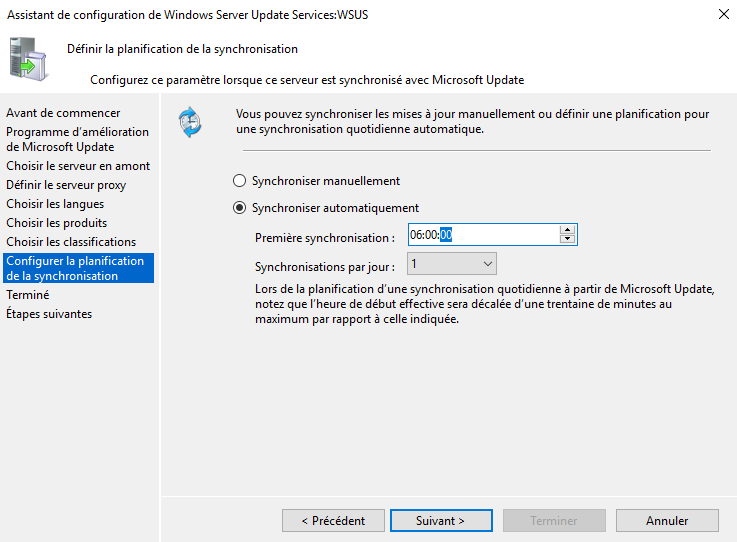 Assistant de configuration de Windows Server Update Services:WSUS
Définir la planification de la synchronisation
Configurez ce paramètre lorsque ce serveur est synchronisé avec Microsoft Update
Avant de commencer
Programme d’amélioration
de Microsoft Update
Choisir le serveur en amont
Définir le serveur proxy
Choisir les langues
Choisir les produits
Choisir les classifications
Configurer la planification
de la synchronisation
Terminé
Étapes suivantes
Vous pouvez synchroniser les mises à jour manuellement ou définir une planification pour
une synchronisation quotidienne automatique.
Synchroniser manuellement
Synchroniser automatiquement
Première synchronisation : 06:00:00
Synchronisations par jour : 1
Lors de la planification d’une synchronisation quotidienne à partir de Microsoft Update,
notez que l’heure de début effective sera décalée d’une trentaine de minutes au
maximum par rapport à celle indiquée.
< Précédent Suivant > Terminer Annuler